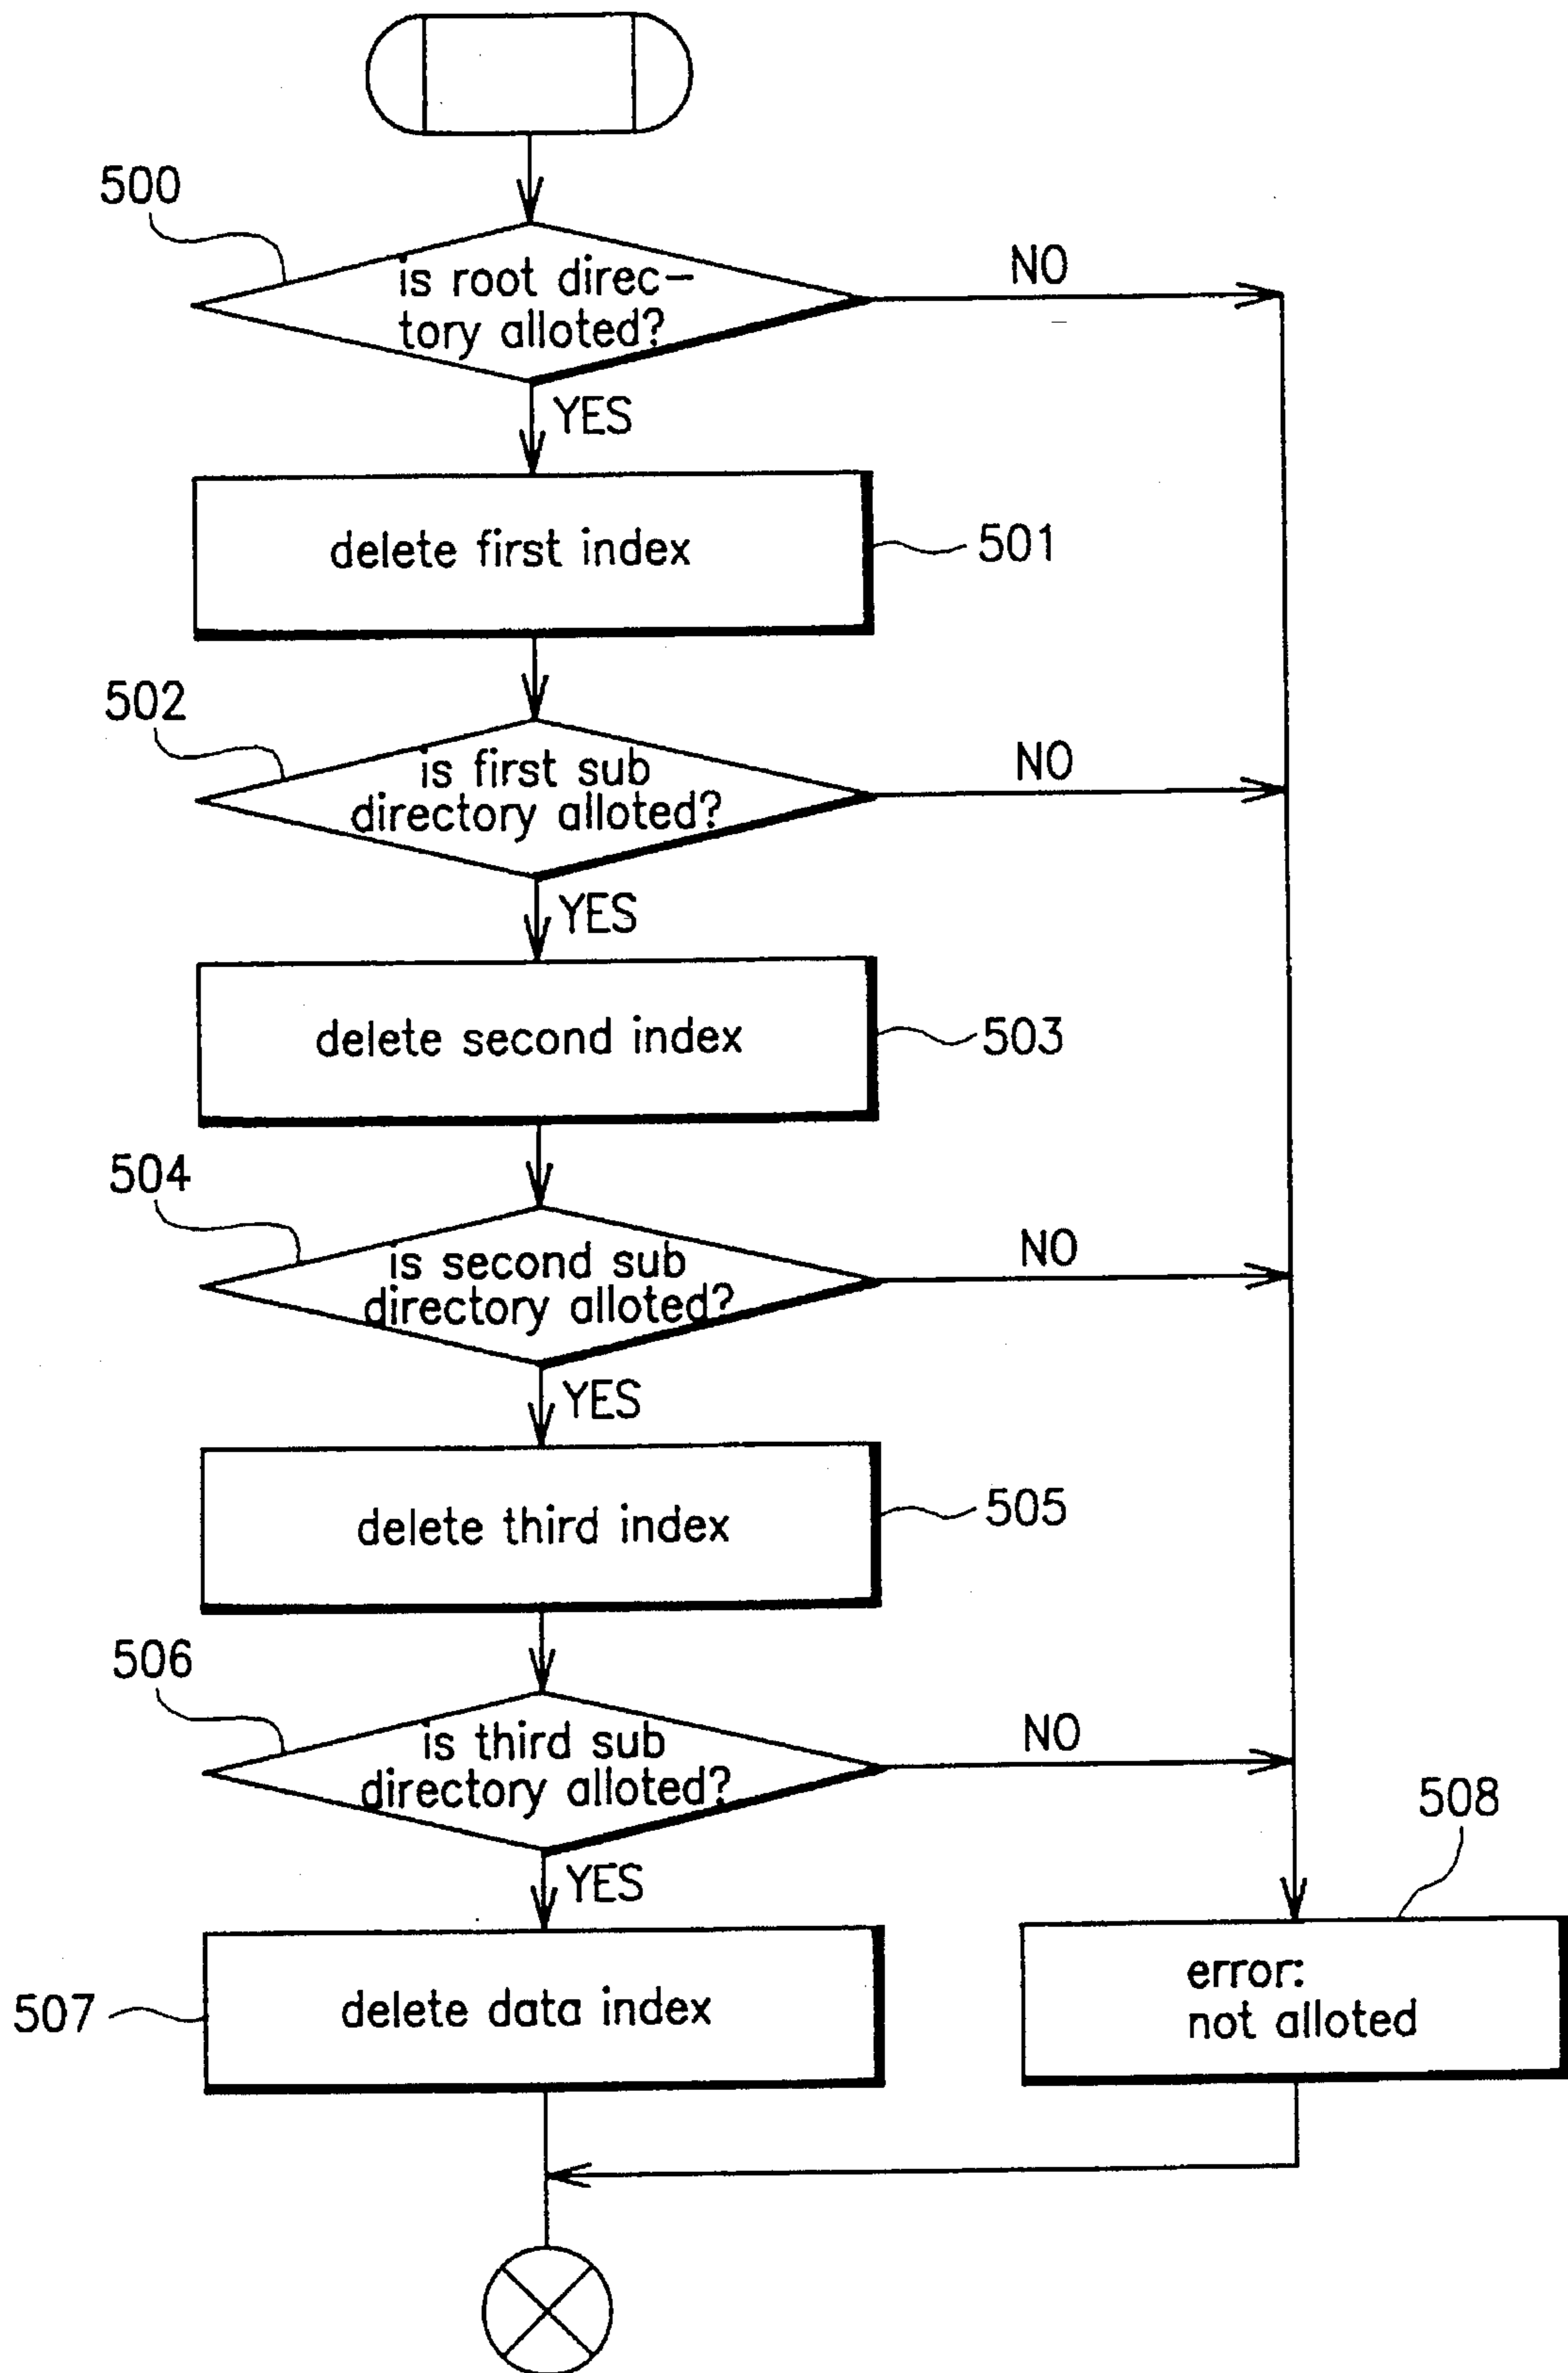 500
is root direc-
tory alloted?
NO
YES
delete first index
501
502
is first sub
directory alloted?
NO
YES
delete second index
503
504
is second sub
directory alloted?
NO
YES
delete third index
505
506
is third sub
directory alloted?
NO
YES
508
507
delete data index
error:
not alloted